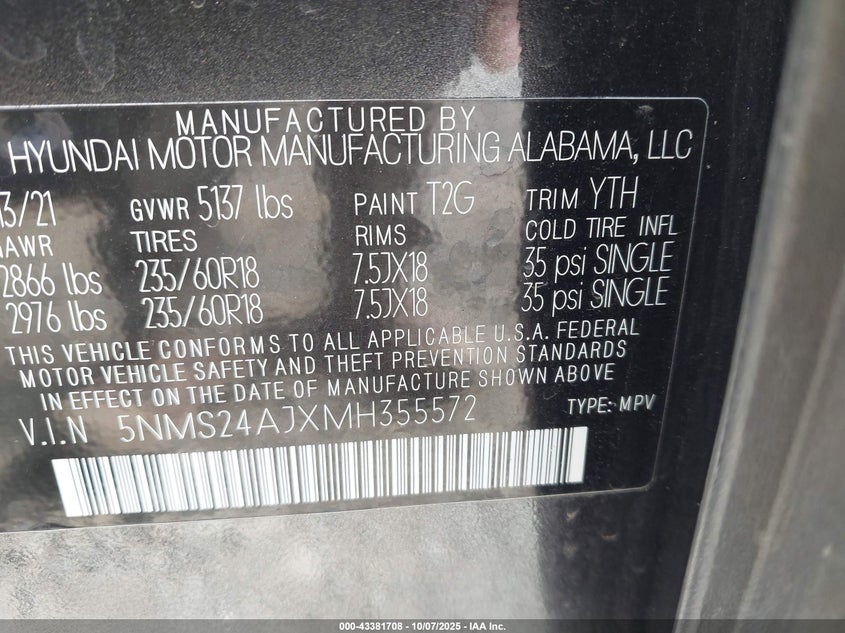 MANUFACTURED BY
HYUNDAI MOTOR MANUFACTURING ALABAMA, LLC
3/21 GVWR 5137 lbs PAINT T2G TRIM YTH
AWR TIRES RIMS COLD TIRE INFL
2866 lbs 235/60R18 7.5JX18 35 psi SINGLE
2976 lbs 235/60R18 7.5JX18 35 psi SINGLE
THIS VEHICLE CONFORMS TO ALL APPLICABLE U.S.A. FEDERAL
MOTOR VEHICLE SAFETY AND THEFT PREVENTION STANDARDS
IN EFFECT ON THE DATE OF MANUFACTURE SHOWN ABOVE
V.I.N 5NMS24AJXMH355572 TYPE: MPV
000-43381708 - 10/07/2025 - IAA Inc.